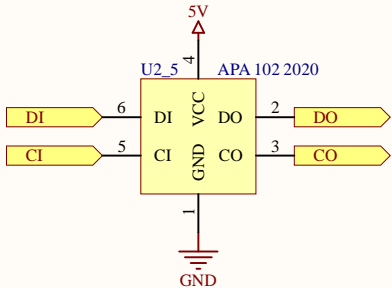 5V
4
U2_5 APA 102 2020
DI 6 DI VCC DO 2 DO
CI 5 CI GND CO 3 CO
1
GND